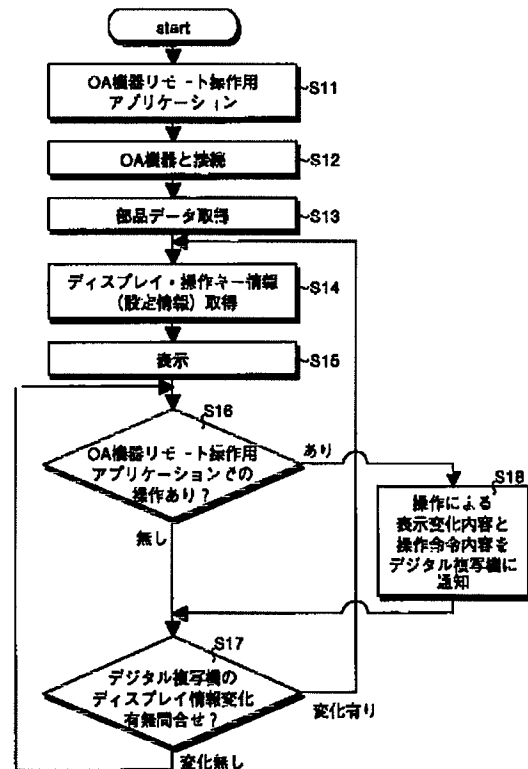 start
OA機器リモート操作用
アプリケーション
S11
OA機器と接続
S12
部品データ取得
S13
ディスプレイ・操作キー情報
(設定情報)取得
S14
表示
S15
S16
OA機器リモート操作用
アプリケーションでの
操作あり?
あり
無し
S18
操作による
表示変化内容と
操作命令内容を
デジタル複写機に
通知
S17
デジタル複写機の
ディスプレイ情報変化
有無問合せ?
変化有り
変化無し